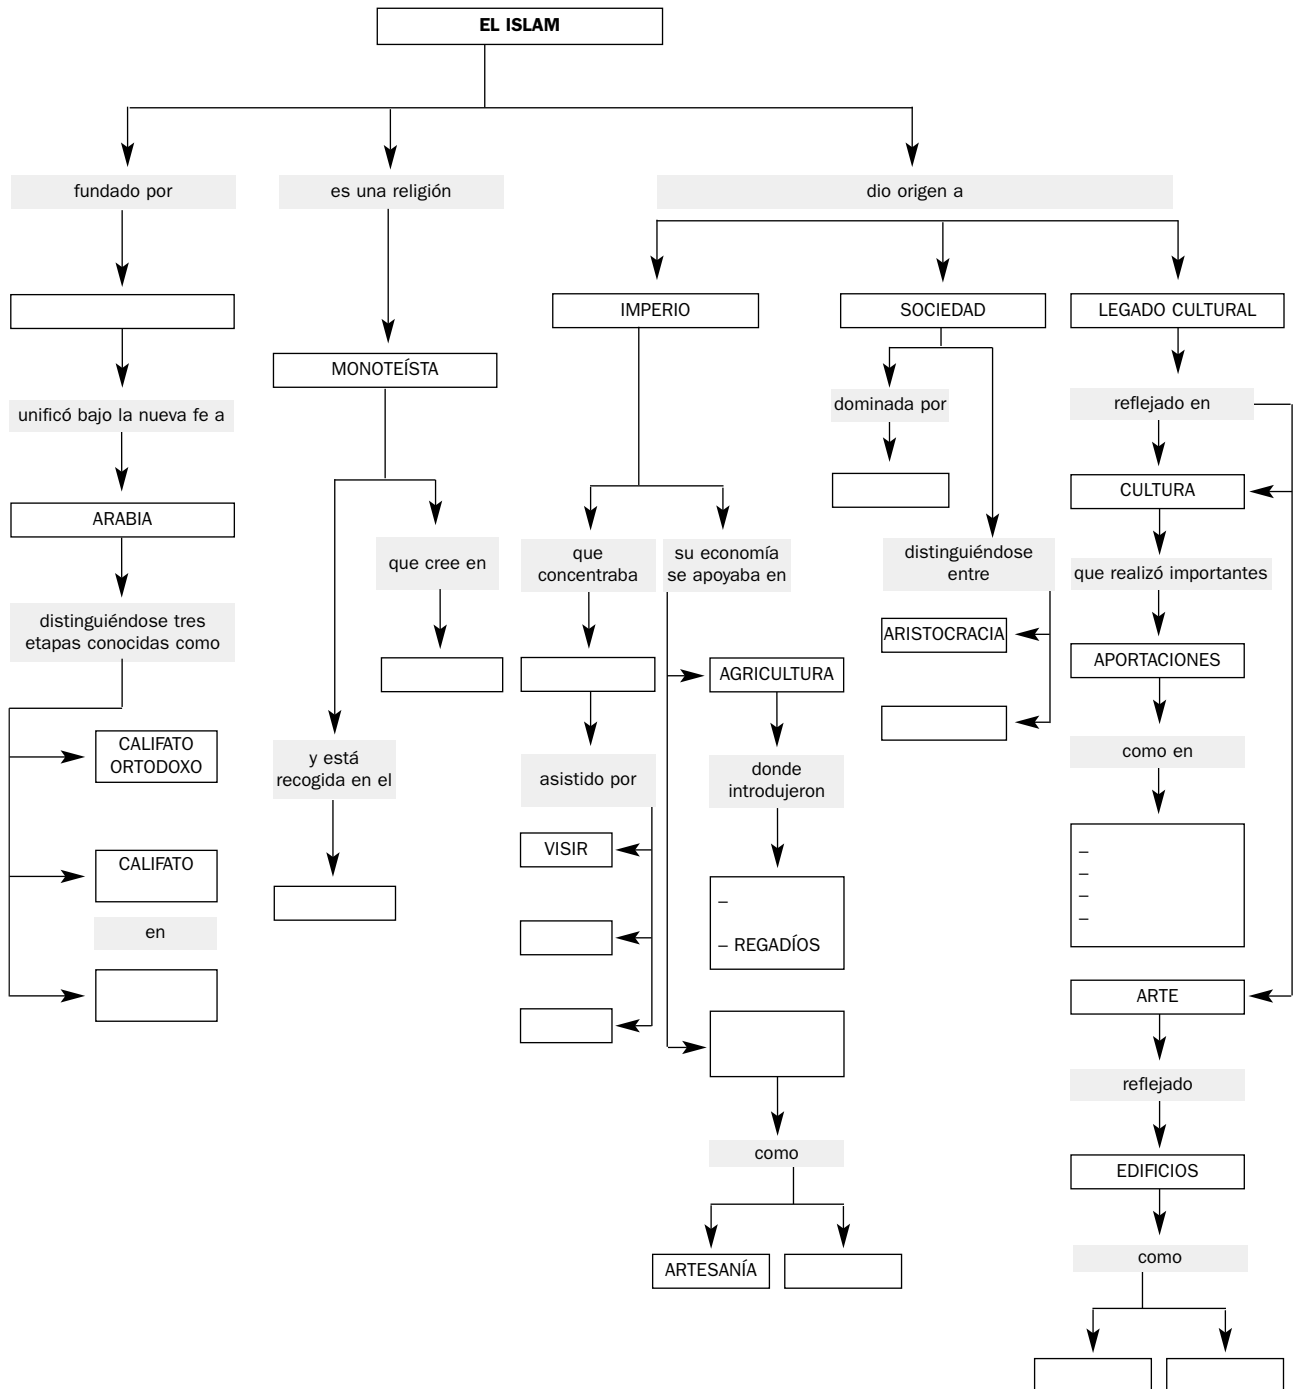 EL ISLAM
fundado por
es una religión
dio origen a
IMPERIO
SOCIEDAD
LEGADO CULTURAL
MONOTEÍSTA
unificó bajo la nueva fe a
dominada por
reflejado en
ARABIA
CULTURA
que cree en
que
concentraba
su economía
se apoyaba en
distinguiéndose
entre
que realizó importantes
distinguiéndose tres
etapas conocidas como
ARISTOCRACIA
AGRICULTURA
APORTACIONES
CALIFATO
ORTODOXO
y está
recogida en el
asistido por
donde
introdujeron
como en
VISIR
CALIFATO
–
–
–
–
–
– REGADÍOS
en
ARTE
reflejado
como
EDIFICIOS
ARTESANÍA
como